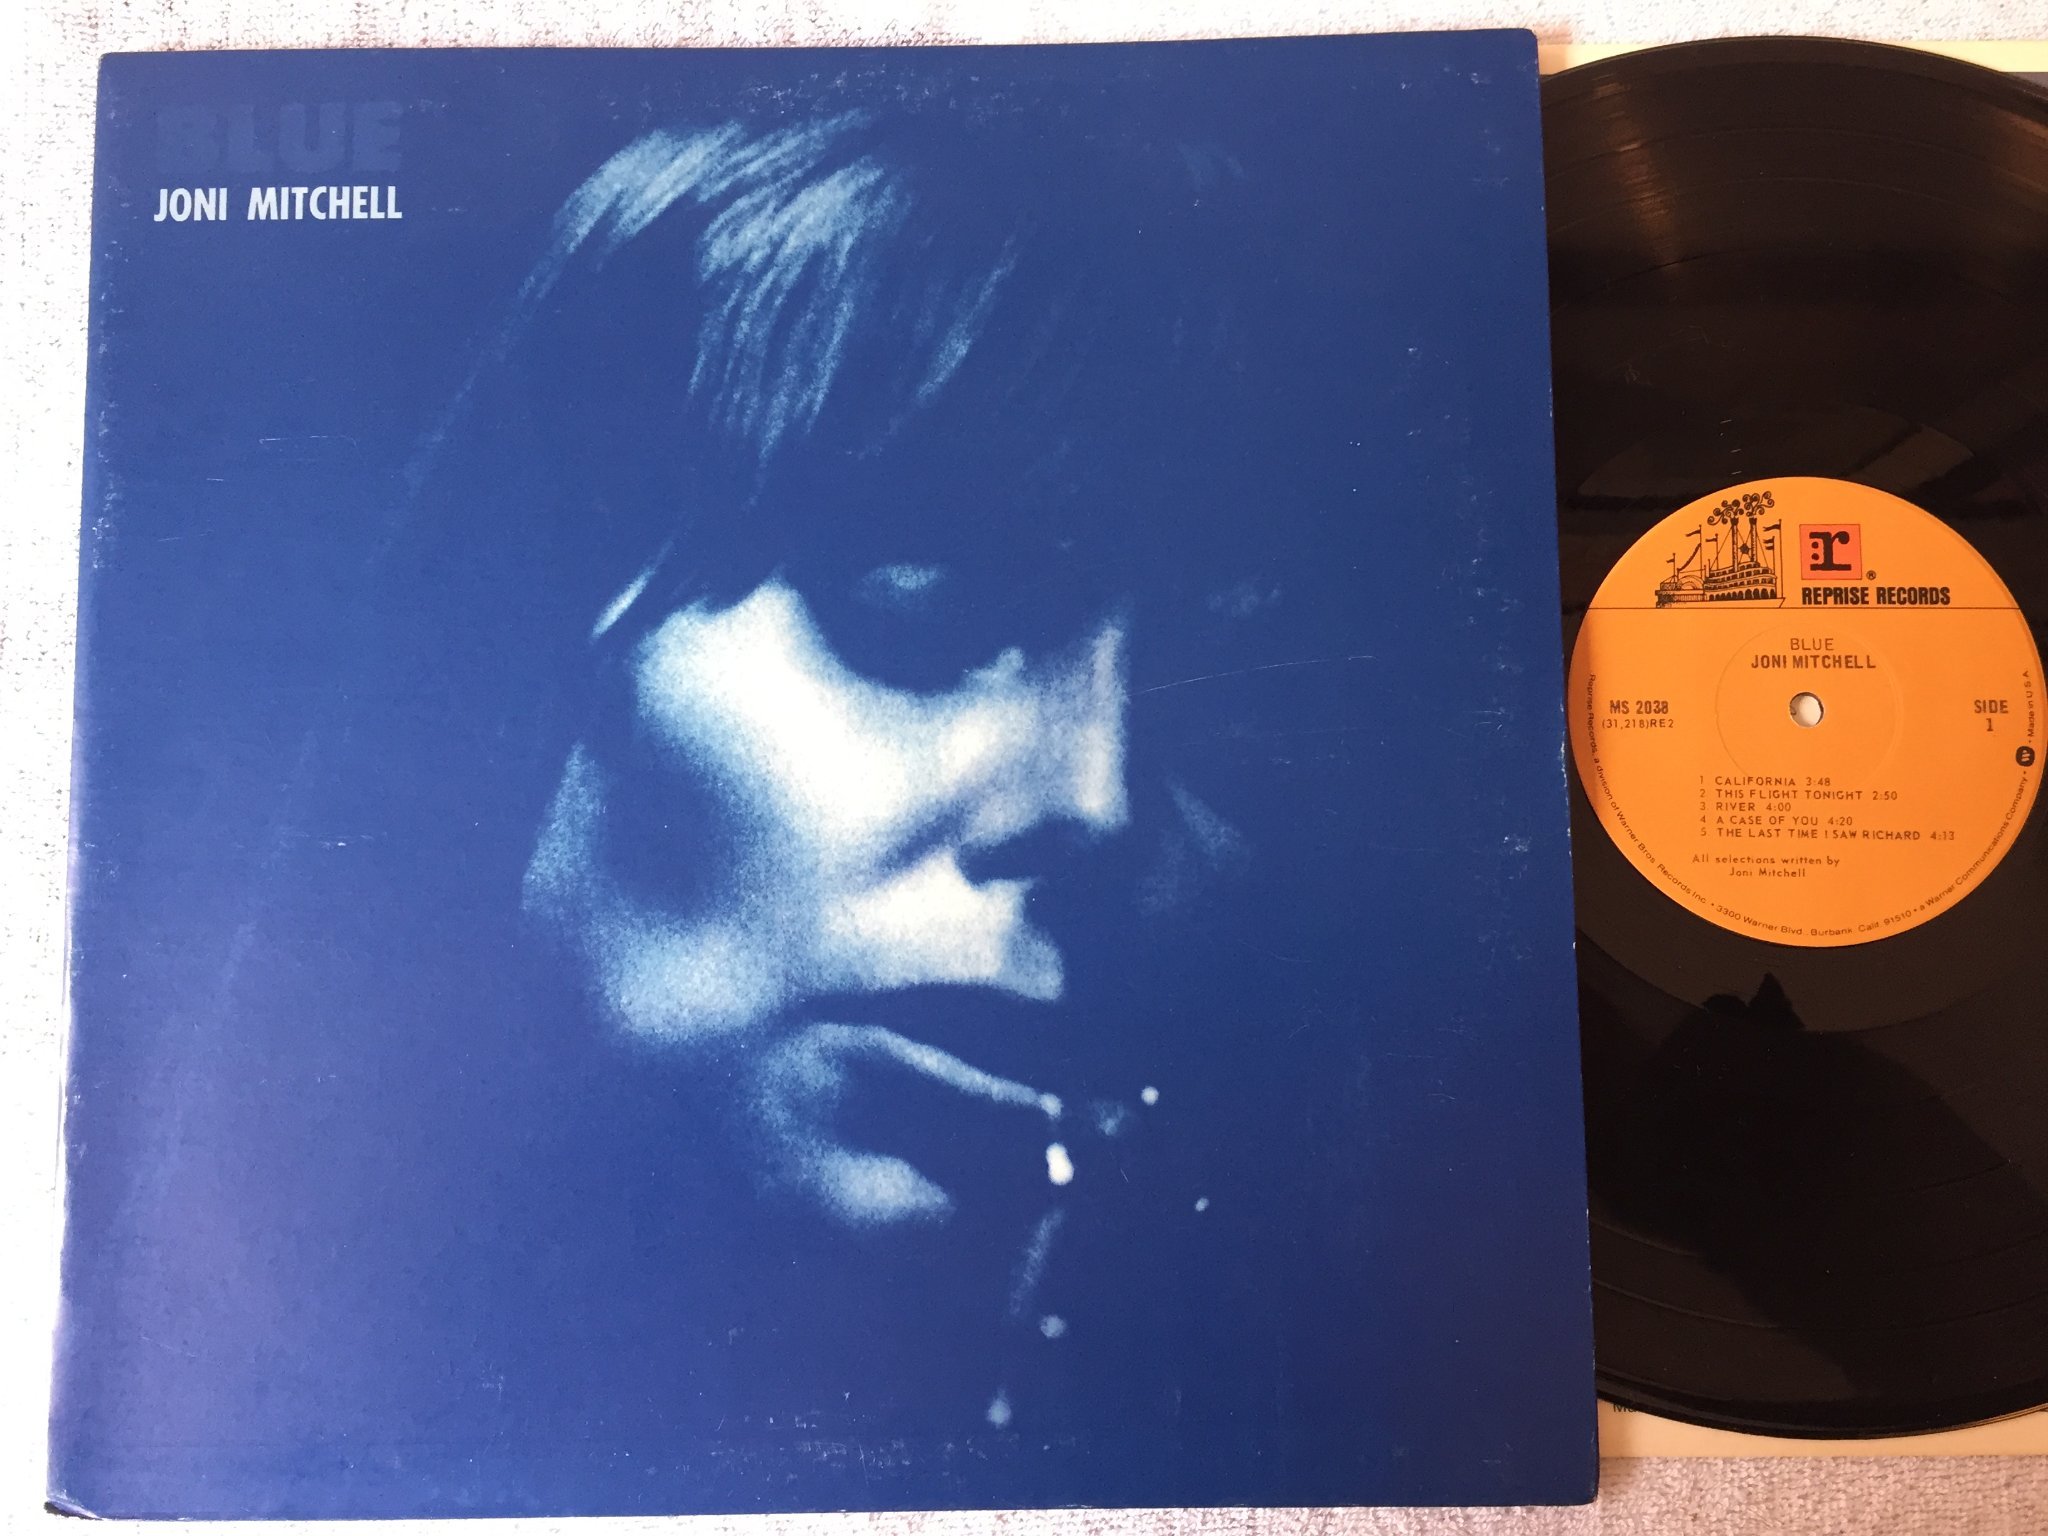 BLUE
JONI MITCHELL
r
®
REPRISE RECORDS
BLUE
JONI MITCHELL
MS 2038
(31,218)RE2
SIDE
1
1 CALIFORNIA 3:48
2 THIS FLIGHT TONIGHT 2:50
3 RIVER 4:00
4 A CASE OF YOU 4:20
5 THE LAST TIME I SAW RICHARD 4:13
All selections written by
Joni Mitchell
Reprise Records, a division of Warner Bros. Records Inc. • 3300 Warner Blvd., Burbank, Calif. 91510 • a Warner Communications Company • W • Made in U.S.A.